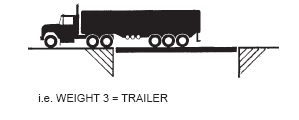 i.e. WEIGHT 3 = TRAILER